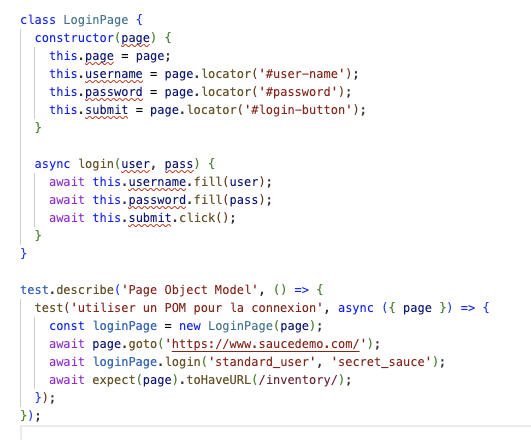 class LoginPage {
  constructor(page) {
    this.page = page;
    this.username = page.locator('#user-name');
    this.password = page.locator('#password');
    this.submit = page.locator('#login-button');
  }

  async login(user, pass) {
    await this.username.fill(user);
    await this.password.fill(pass);
    await this.submit.click();
  }
}

test.describe('Page Object Model', () => {
  test('utiliser un POM pour la connexion', async ({ page }) => {
    const loginPage = new LoginPage(page);
    await page.goto('https://www.saucedemo.com/');
    await loginPage.login('standard_user', 'secret_sauce');
    await expect(page).toHaveURL(/inventory/);
  });
});